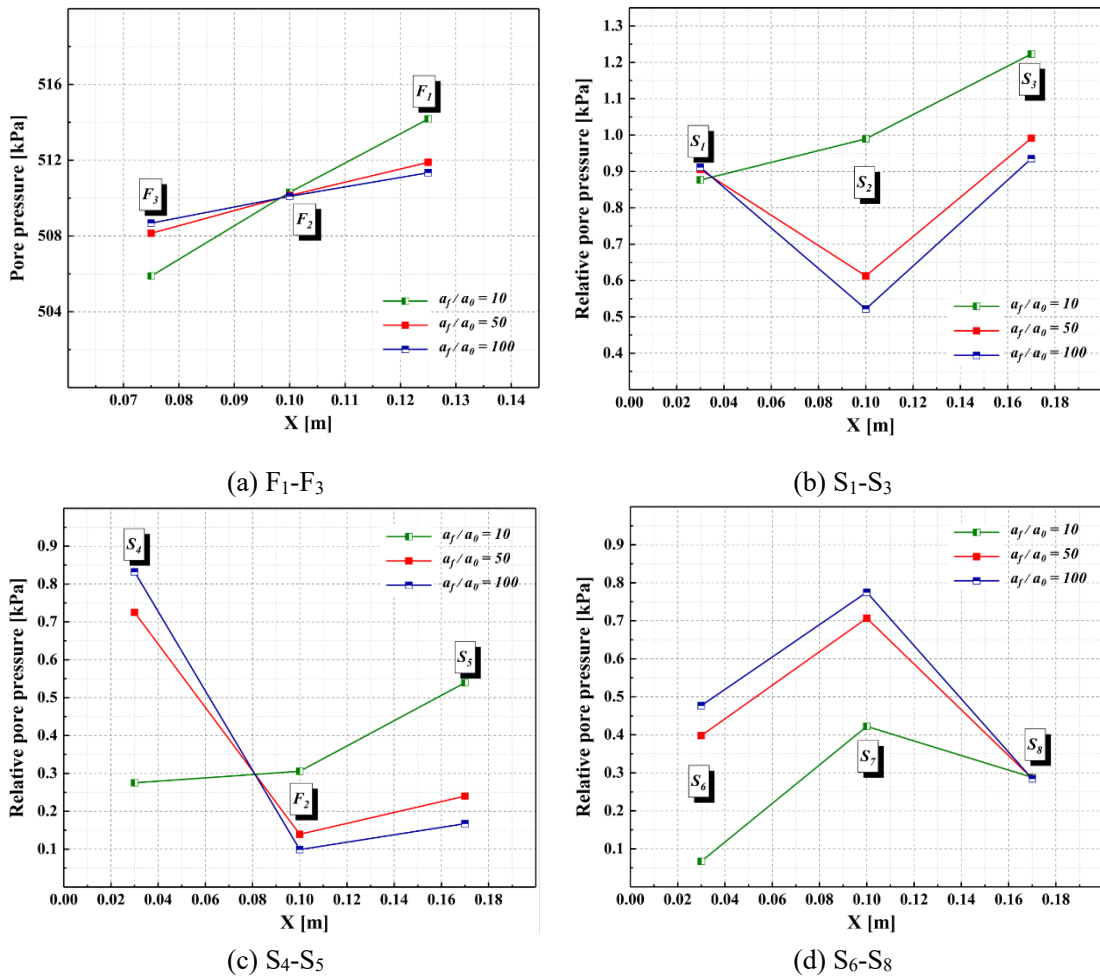 516
512
508
504
Pore pressure [kPa]
F1
F3
F2
af / a0 = 10
af / a0 = 50
af / a0 = 100
0.07 0.08 0.09 0.10 0.11 0.12 0.13 0.14
X [m]
(a) F1-F3
1.3
1.2
1.1
1.0
0.9
0.8
0.7
0.6
0.5
0.4
Relative pore pressure [kPa]
S3
S1
S2
af / a0 = 10
af / a0 = 50
af / a0 = 100
0.00 0.02 0.04 0.06 0.08 0.10 0.12 0.14 0.16 0.18
X [m]
(b) S1-S3
0.9
0.8
0.7
0.6
0.5
0.4
0.3
0.2
0.1
Relative pore pressure [kPa]
af / a0 = 10
af / a0 = 50
af / a0 = 100
S4
S5
F2
0.00 0.02 0.04 0.06 0.08 0.10 0.12 0.14 0.16 0.18
X [m]
(c) S4-S5
0.9
0.8
0.7
0.6
0.5
0.4
0.3
0.2
0.1
Relative pore pressure [kPa]
af / a0 = 10
af / a0 = 50
af / a0 = 100
S7
S8
S6
0.00 0.02 0.04 0.06 0.08 0.10 0.12 0.14 0.16 0.18
X [m]
(d) S6-S8